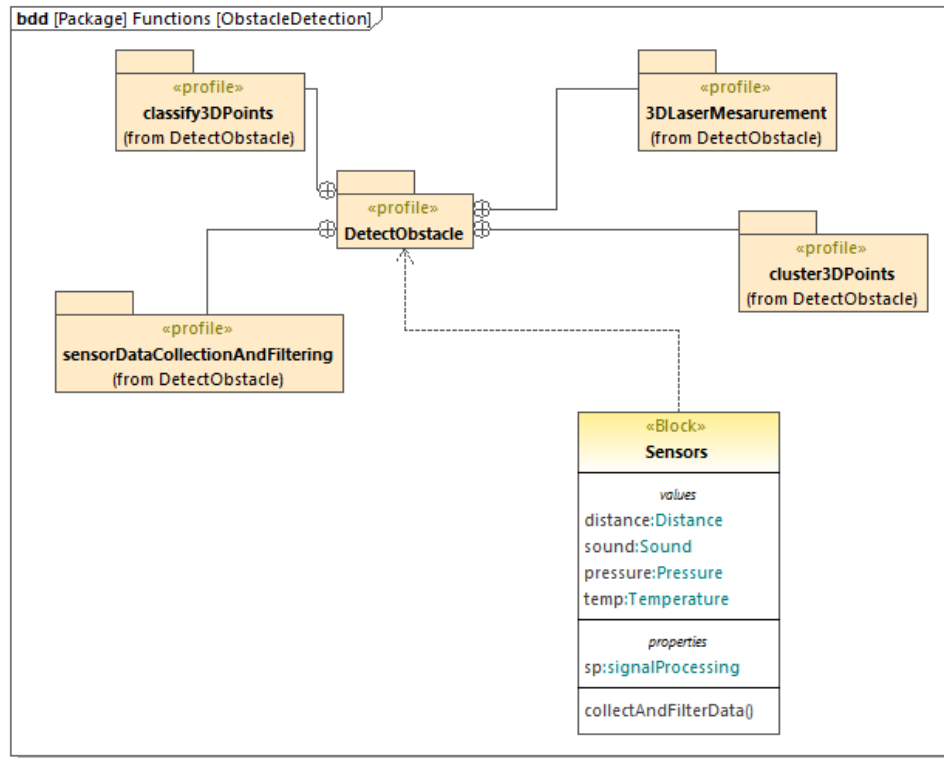 bdd [Package] Functions [ObstacleDetection]
«profile»
classify3DPoints
(from DetectObstacle)
«profile»
3DLaserMesarurement
(from DetectObstacle)
«profile»
DetectObstacle
«profile»
cluster3DPoints
(from DetectObstacle)
«profile»
sensorDataCollectionAndFiltering
(from DetectObstacle)
«Block»
Sensors
values
distance:Distance
sound:Sound
pressure:Pressure
temp:Temperature
properties
sp:signalProcessing
collectAndFilterData()